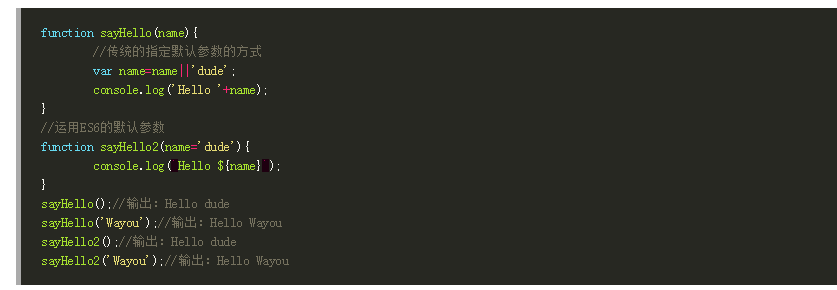 function sayHello(name){
//传统的指定默认参数的方式
var name=name||'dude';
console.log('Hello '+name);
}
//运用ES6的默认参数
function sayHello2(name='dude'){
console.log(`Hello ${name}`);
}
sayHello();//输出：Hello dude
sayHello('Wayou');//输出：Hello Wayou
sayHello2();//输出：Hello dude
sayHello2('Wayou');//输出：Hello Wayou